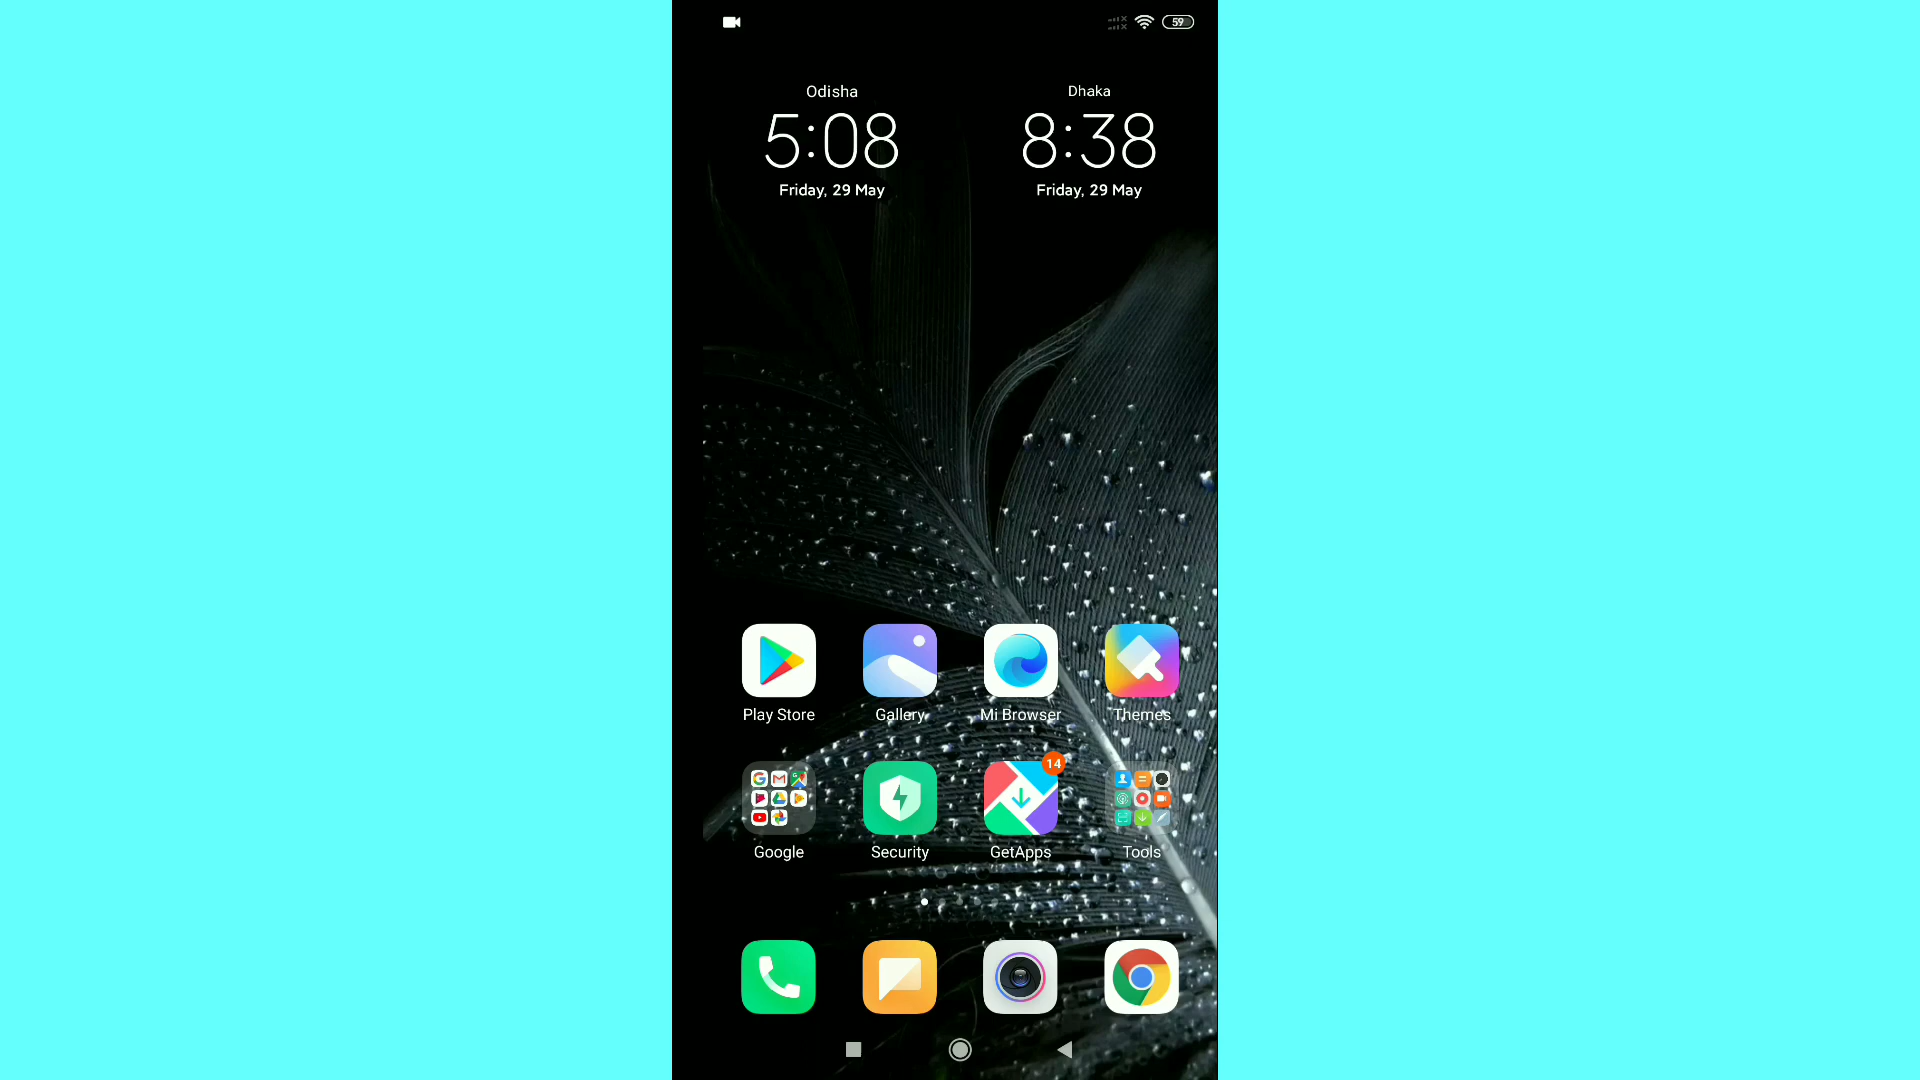 59
Odisha
Dhaka
5:08
8:38
Friday, 29 May
Friday, 29 May
Play Store
Gallery
Mi Browser
Themes
14
Google
Security
GetApps
Tools